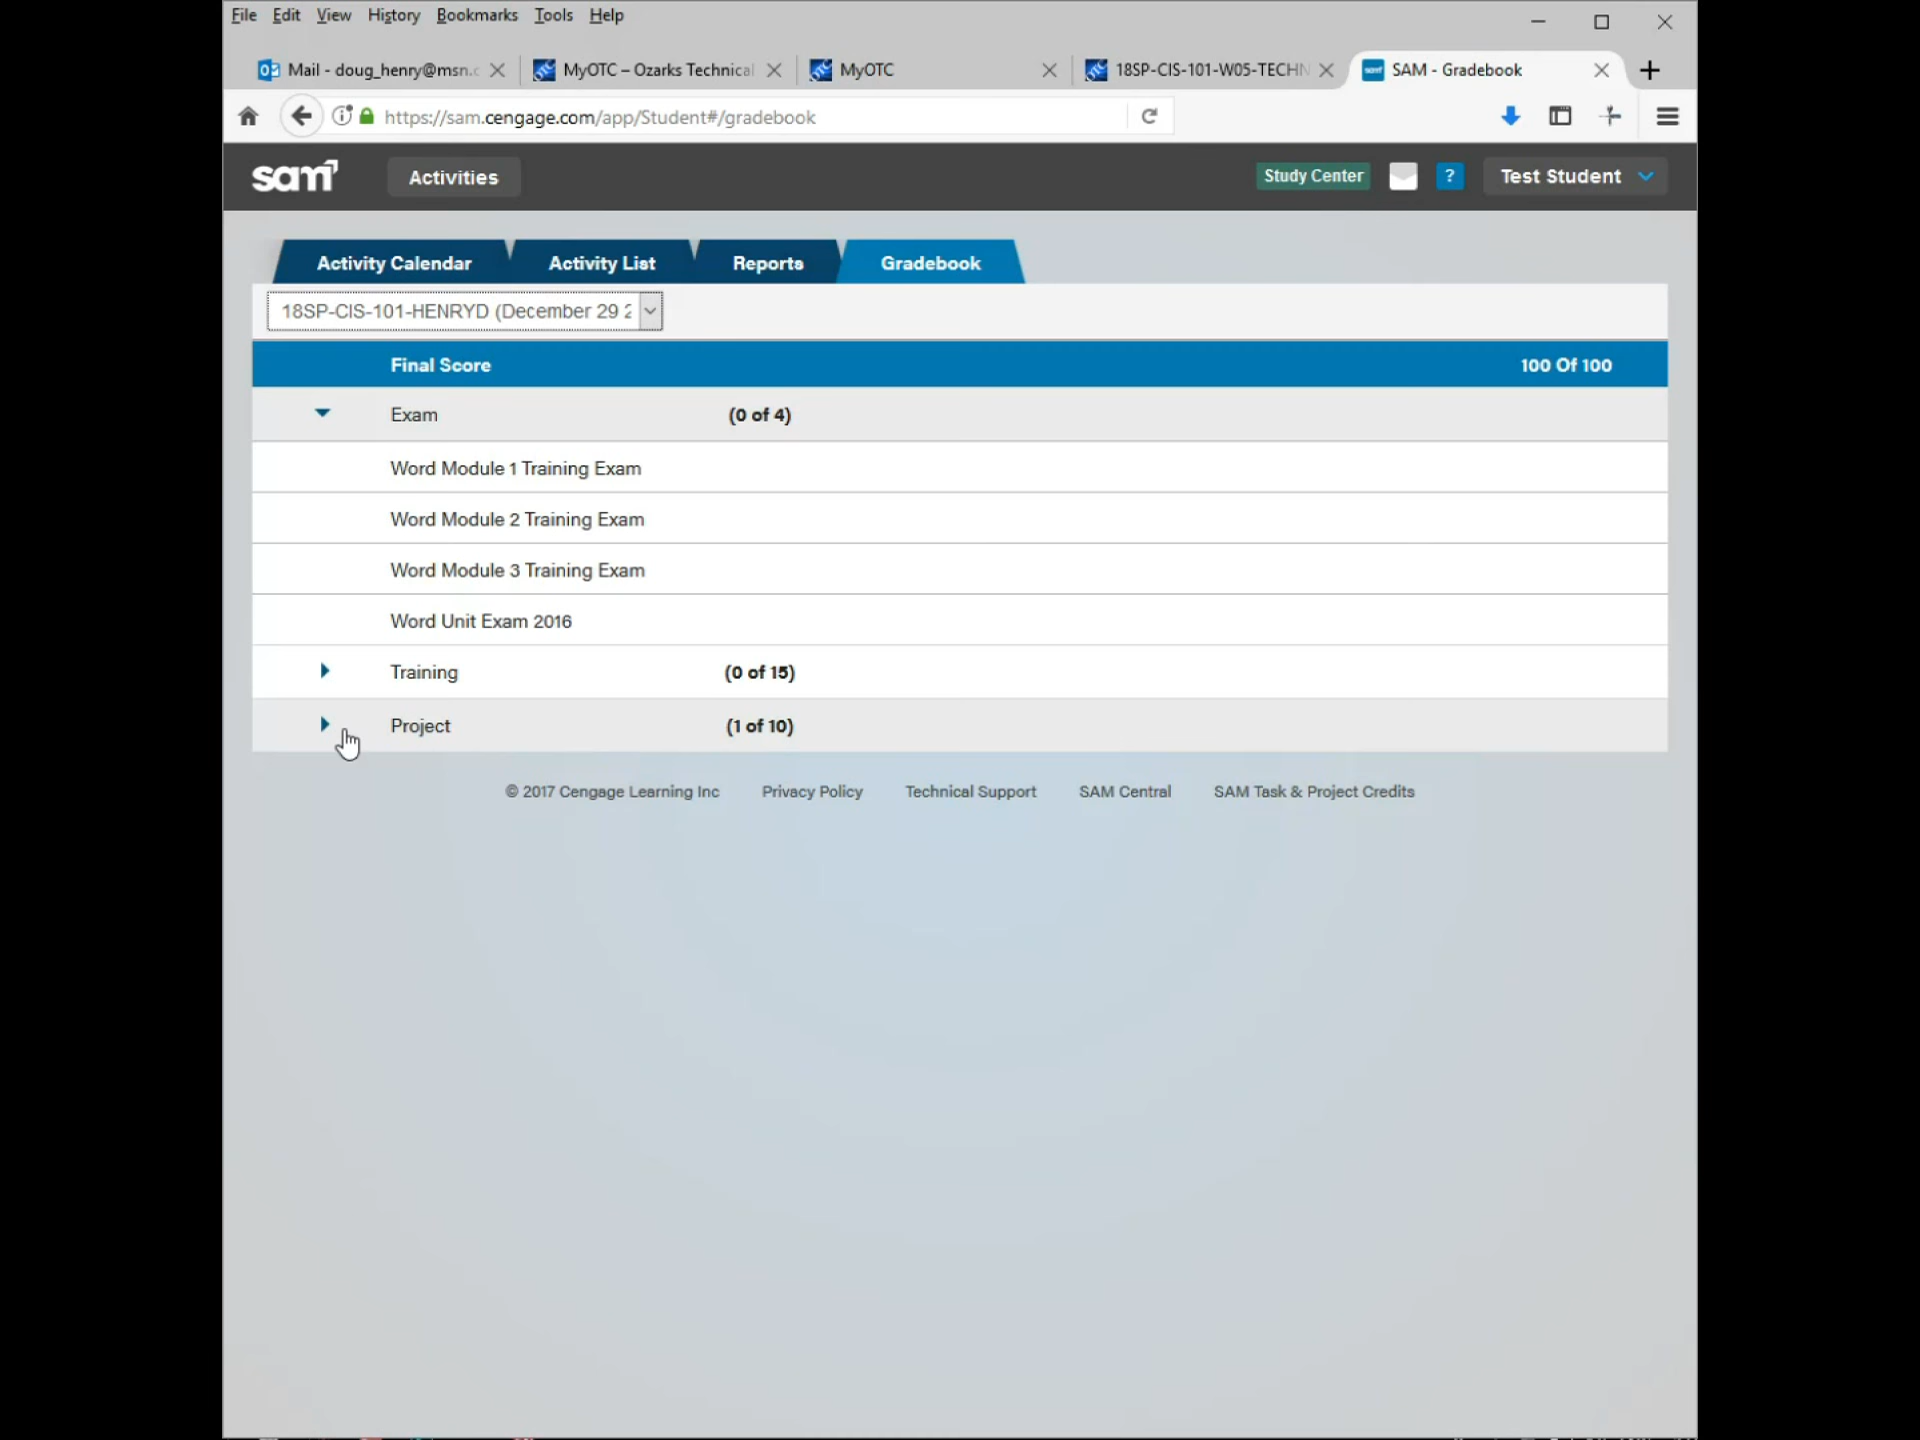 File Edit View History Bookmarks Tools Help
Mail - doug_henry@msn.c
MyOTC – Ozarks Technical
MyOTC
18SP-CIS-101-W05-TECHN
SAM - Gradebook
https://sam.cengage.com/app/Student#/gradebook
sam
Activities
Study Center
?
Test Student
Activity Calendar
Activity List
Reports
Gradebook
18SP-CIS-101-HENRYD (December 29 2
Final Score 100 Of 100
Exam (0 of 4)
Word Module 1 Training Exam
Word Module 2 Training Exam
Word Module 3 Training Exam
Word Unit Exam 2016
Training (0 of 15)
Project (1 of 10)
© 2017 Cengage Learning Inc Privacy Policy Technical Support SAM Central SAM Task & Project Credits